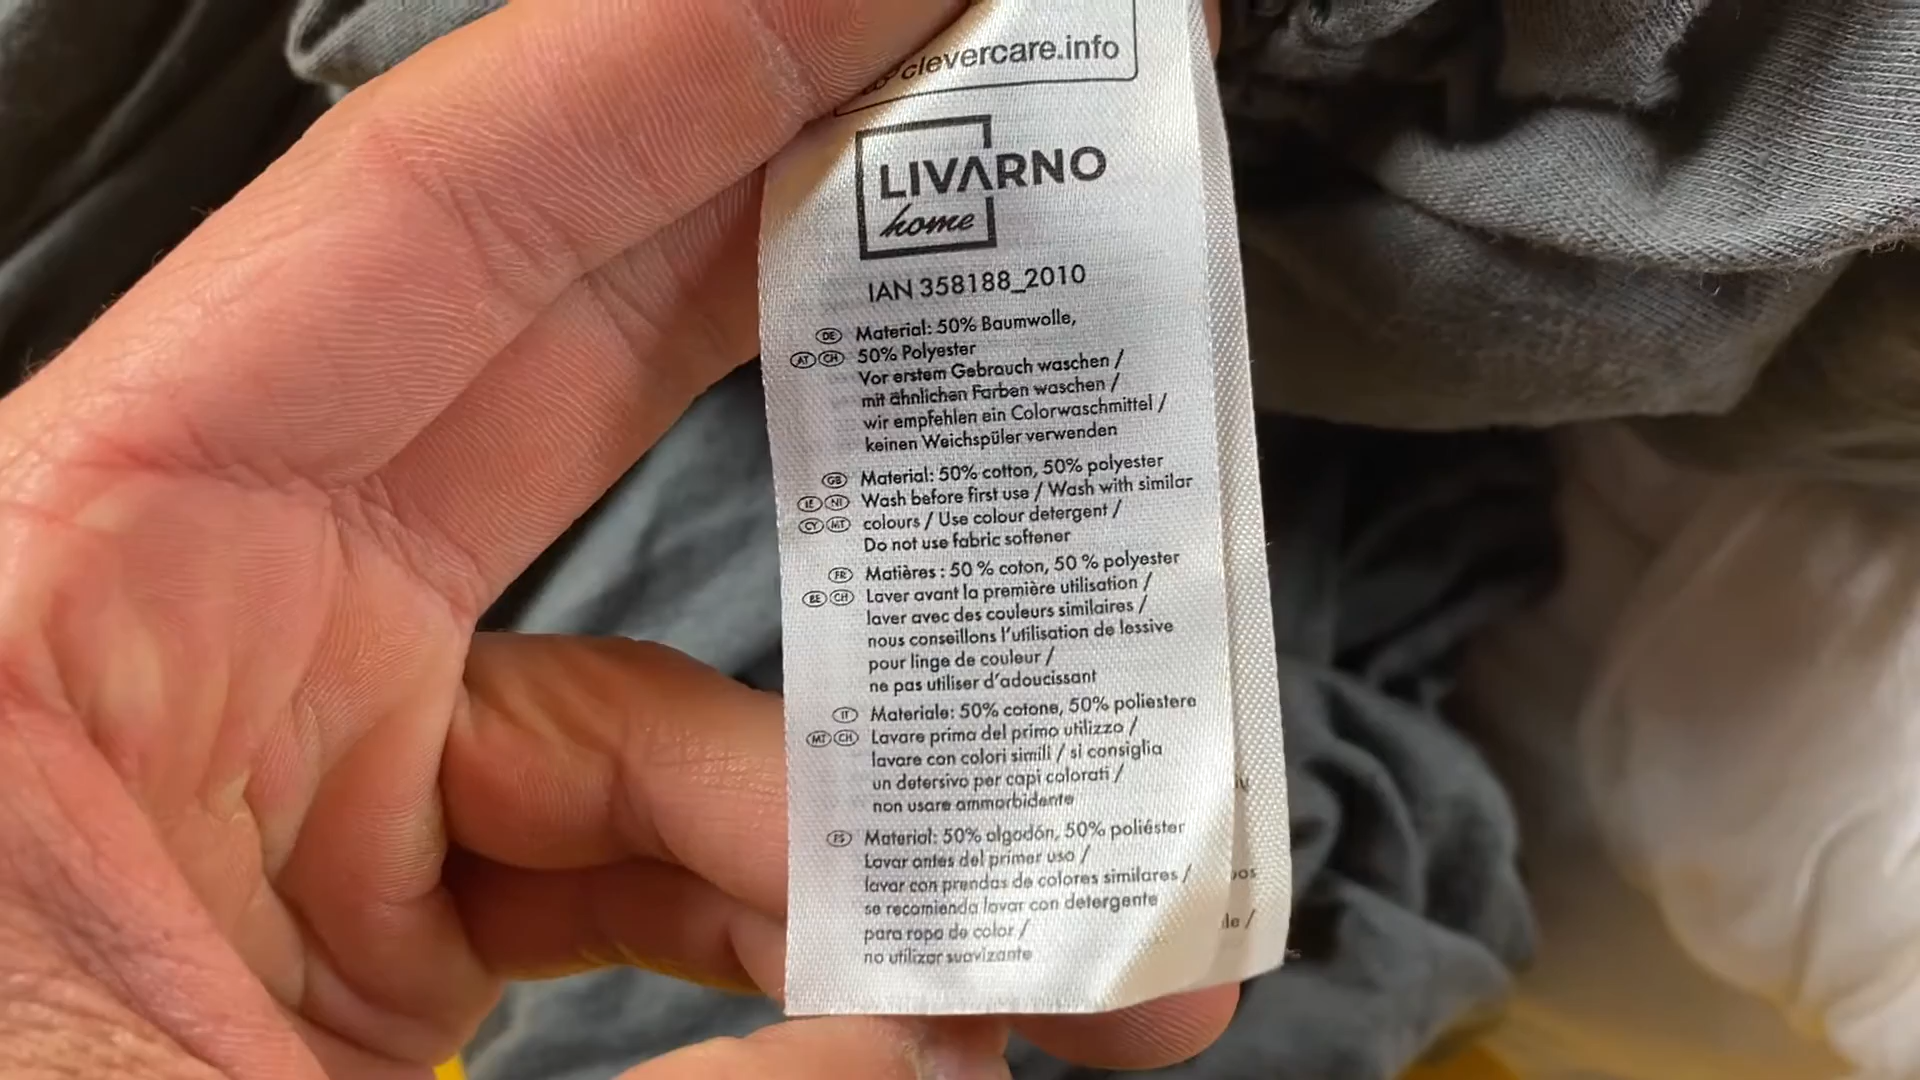 clevercare.info
LIVARNO
home
IAN 358188_2010
DE Material: 50% Baumwolle,
AT CH 50% Polyester
Vor erstem Gebrauch waschen /
mit ähnlichen Farben waschen /
wir empfehlen ein Colorwaschmittel /
keinen Weichspüler verwenden
GB Material: 50% cotton, 50% polyester
IE NI Wash before first use / Wash with similar
CY MT colours / Use colour detergent /
Do not use fabric softener
FR Matières : 50 % coton, 50 % polyester
BE CH Laver avant la première utilisation /
laver avec des couleurs similaires /
nous conseillons l'utilisation de lessive
pour linge de couleur /
ne pas utiliser d'adoucissant
IT Materiale: 50% cotone, 50% poliestere
MT CH Lavare prima del primo utilizzo /
lavare con colori simili / si consiglia
un detersivo per capi colorati /
non usare ammorbidente
ES Material: 50% algodón, 50% poliéster
Lavar antes del primer uso /
lavar con prendas de colores similares /
se recomienda lavar con detergente
para ropa de color /
no utilizar suavizante